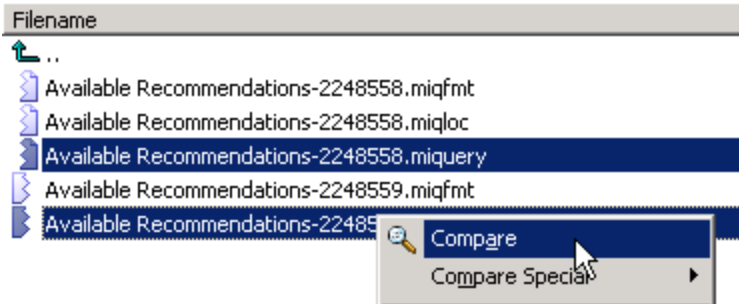 Filename
..
Available Recommendations-2248558.miqfmt
Available Recommendations-2248558.miqloc
Available Recommendations-2248558.miquery
Available Recommendations-2248559.miqfmt
Available Recommendations-22485
Compare
Compare Special